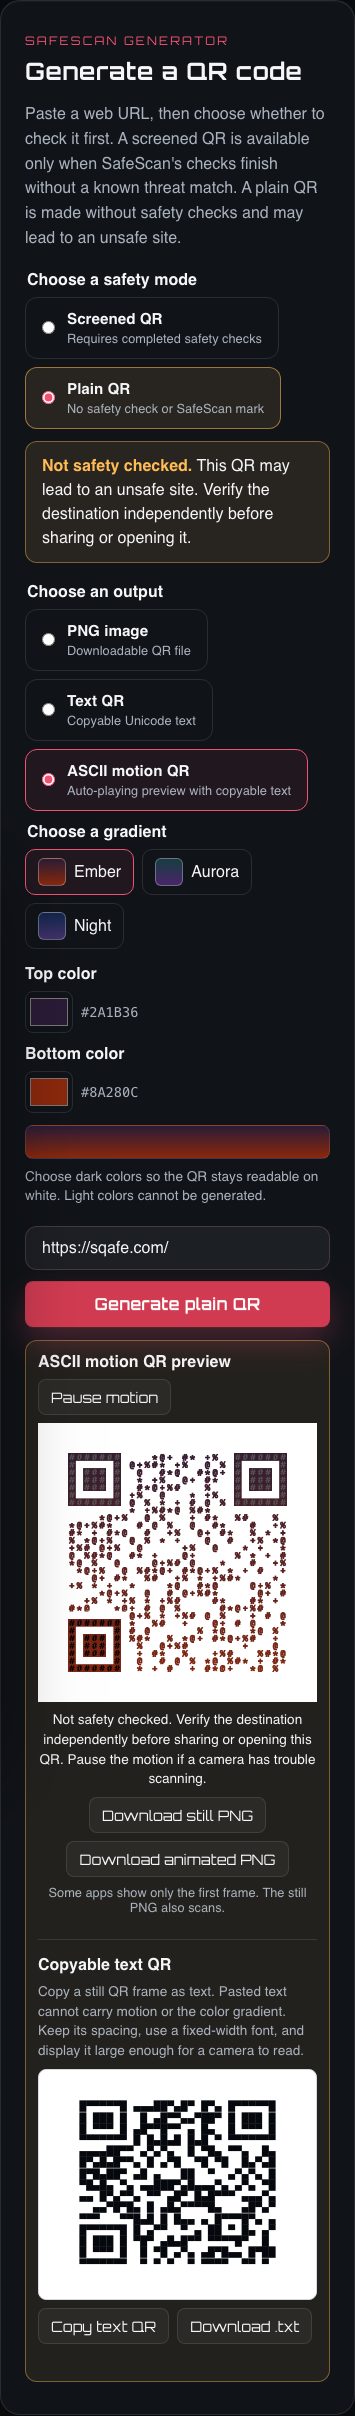 SAFESCAN GENERATOR
Generate a QR code
Paste a web URL, then choose whether to
check it first. A screened QR is available
only when SafeScan's checks finish
without a known threat match. A plain QR
is made without safety checks and may
lead to an unsafe site.
Choose a safety mode
Screened QR
Requires completed safety checks
Plain QR
No safety check or SafeScan mark
Not safety checked. This QR may
lead to an unsafe site. Verify the
destination independently before
sharing or opening it.
Choose an output
PNG image
Downloadable QR file
Text QR
Copyable Unicode text
ASCII motion QR
Auto-playing preview with copyable text
Choose a gradient
Ember
Aurora
Night
Top color
#2A1B36
Bottom color
#8A280C
Choose dark colors so the QR stays readable on
white. Light colors cannot be generated.
https://sqafe.com/
Generate plain QR
ASCII motion QR preview
Pause motion
Not safety checked. Verify the destination
independently before sharing or opening this
QR. Pause the motion if a camera has trouble
scanning.
Download still PNG
Download animated PNG
Some apps show only the first frame. The still
PNG also scans.
Copyable text QR
Copy a still QR frame as text. Pasted text
cannot carry motion or the color gradient.
Keep its spacing, use a fixed-width font, and
display it large enough for a camera to read.
Copy text QR
Download .txt